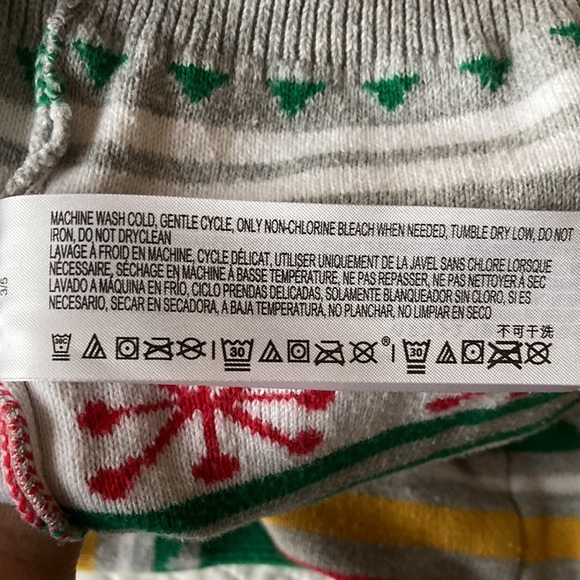 MACHINE WASH COLD, GENTLE CYCLE, ONLY NON-CHLORINE BLEACH WHEN NEEDED, TUMBLE DRY LOW, DO NOT
IRON, DO NOT DRYCLEAN
LAVAGE À FROID EN MACHINE, CYCLE DÉLICAT, UTILISER UNIQUEMENT DE LA JAVEL SANS CHLORE LORSQUE
NÉCESSAIRE, SÉCHAGE EN MACHINE À BASSE TEMPÉRATURE, NE PAS REPASSER, NE PAS NETTOYER À SEC
LAVADO A MÁQUINA EN FRÍO, CICLO PRENDAS DELICADAS, SOLAMENTE BLANQUEADOR SIN CLORO, SI ES
NECESARIO, SECAR EN SECADORA, A BAJA TEMPERATURA, NO PLANCHAR, NO LIMPIAR EN SECO
不可干洗
30 ® 30
3/5